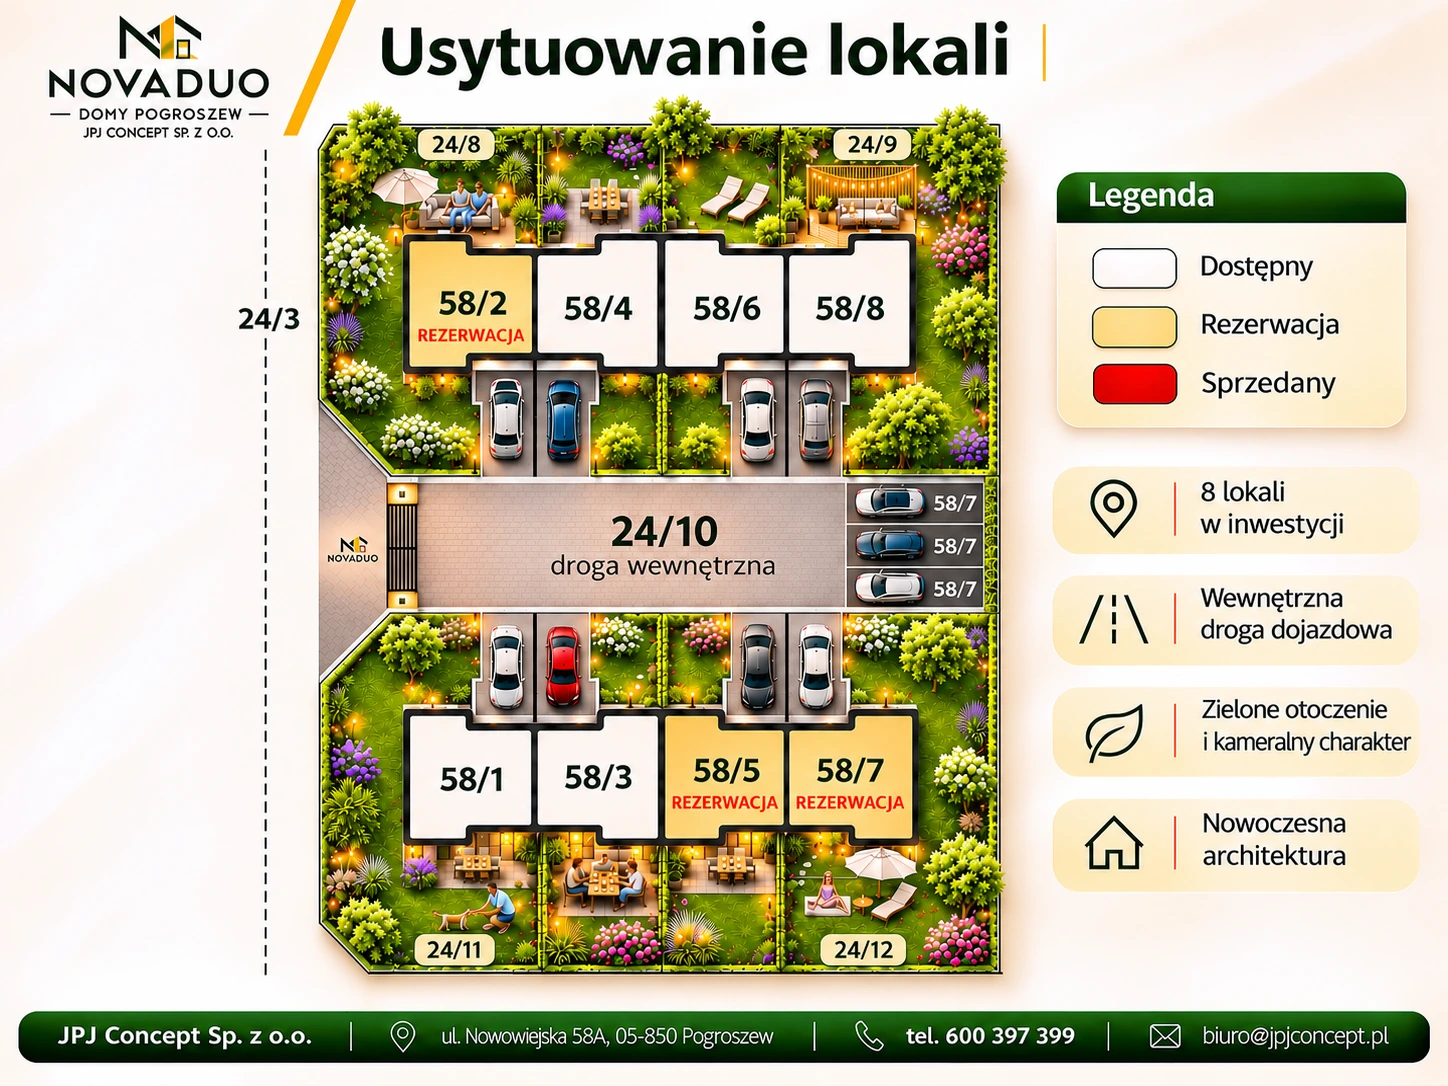 NOVADUO
DOMY POGROSZEW
JPJ CONCEPT SP. Z O.O.
Usytuowanie lokali
24/8
24/9
24/3
58/2
REZERWACJA
58/4
58/6
58/8
24/10
droga wewnętrzna
58/7
58/7
58/7
NOVADUO
58/1
58/3
58/5
REZERWACJA
58/7
REZERWACJA
24/11
24/12
Legenda
Dostępny
Rezerwacja
Sprzedany
8 lokali
w inwestycji
Wewnętrzna
droga dojazdowa
Zielone otoczenie
i kameralny charakter
Nowoczesna
architektura
JPJ Concept Sp. z o.o.
ul. Nowowiejska 58A, 05-850 Pogroszew
tel. 600 397 399
biuro@jpjconcept.pl